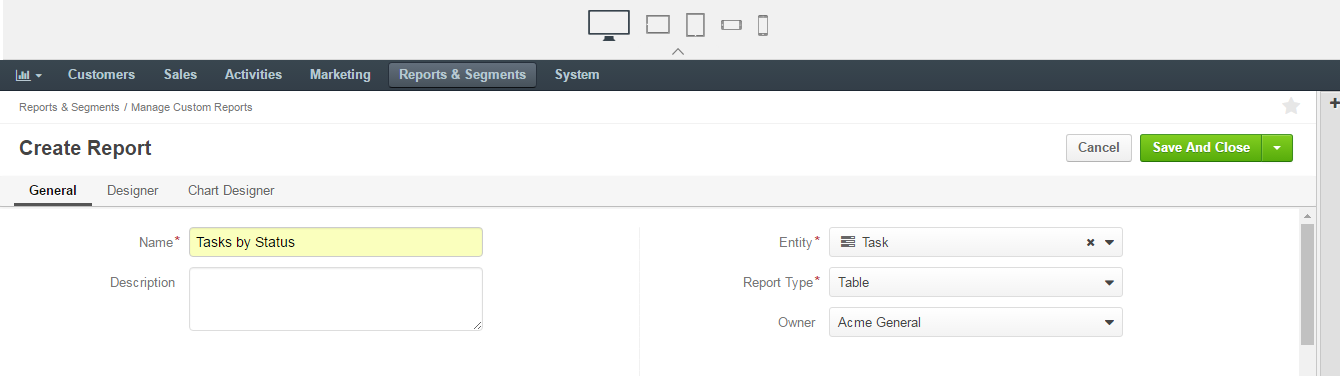 Customers Sales Activities Marketing Reports & Segments System
Reports & Segments / Manage Custom Reports
Create Report Cancel Save And Close
General Designer Chart Designer
Name* Tasks by Status Entity* Task
Description Report Type* Table
Owner Acme General